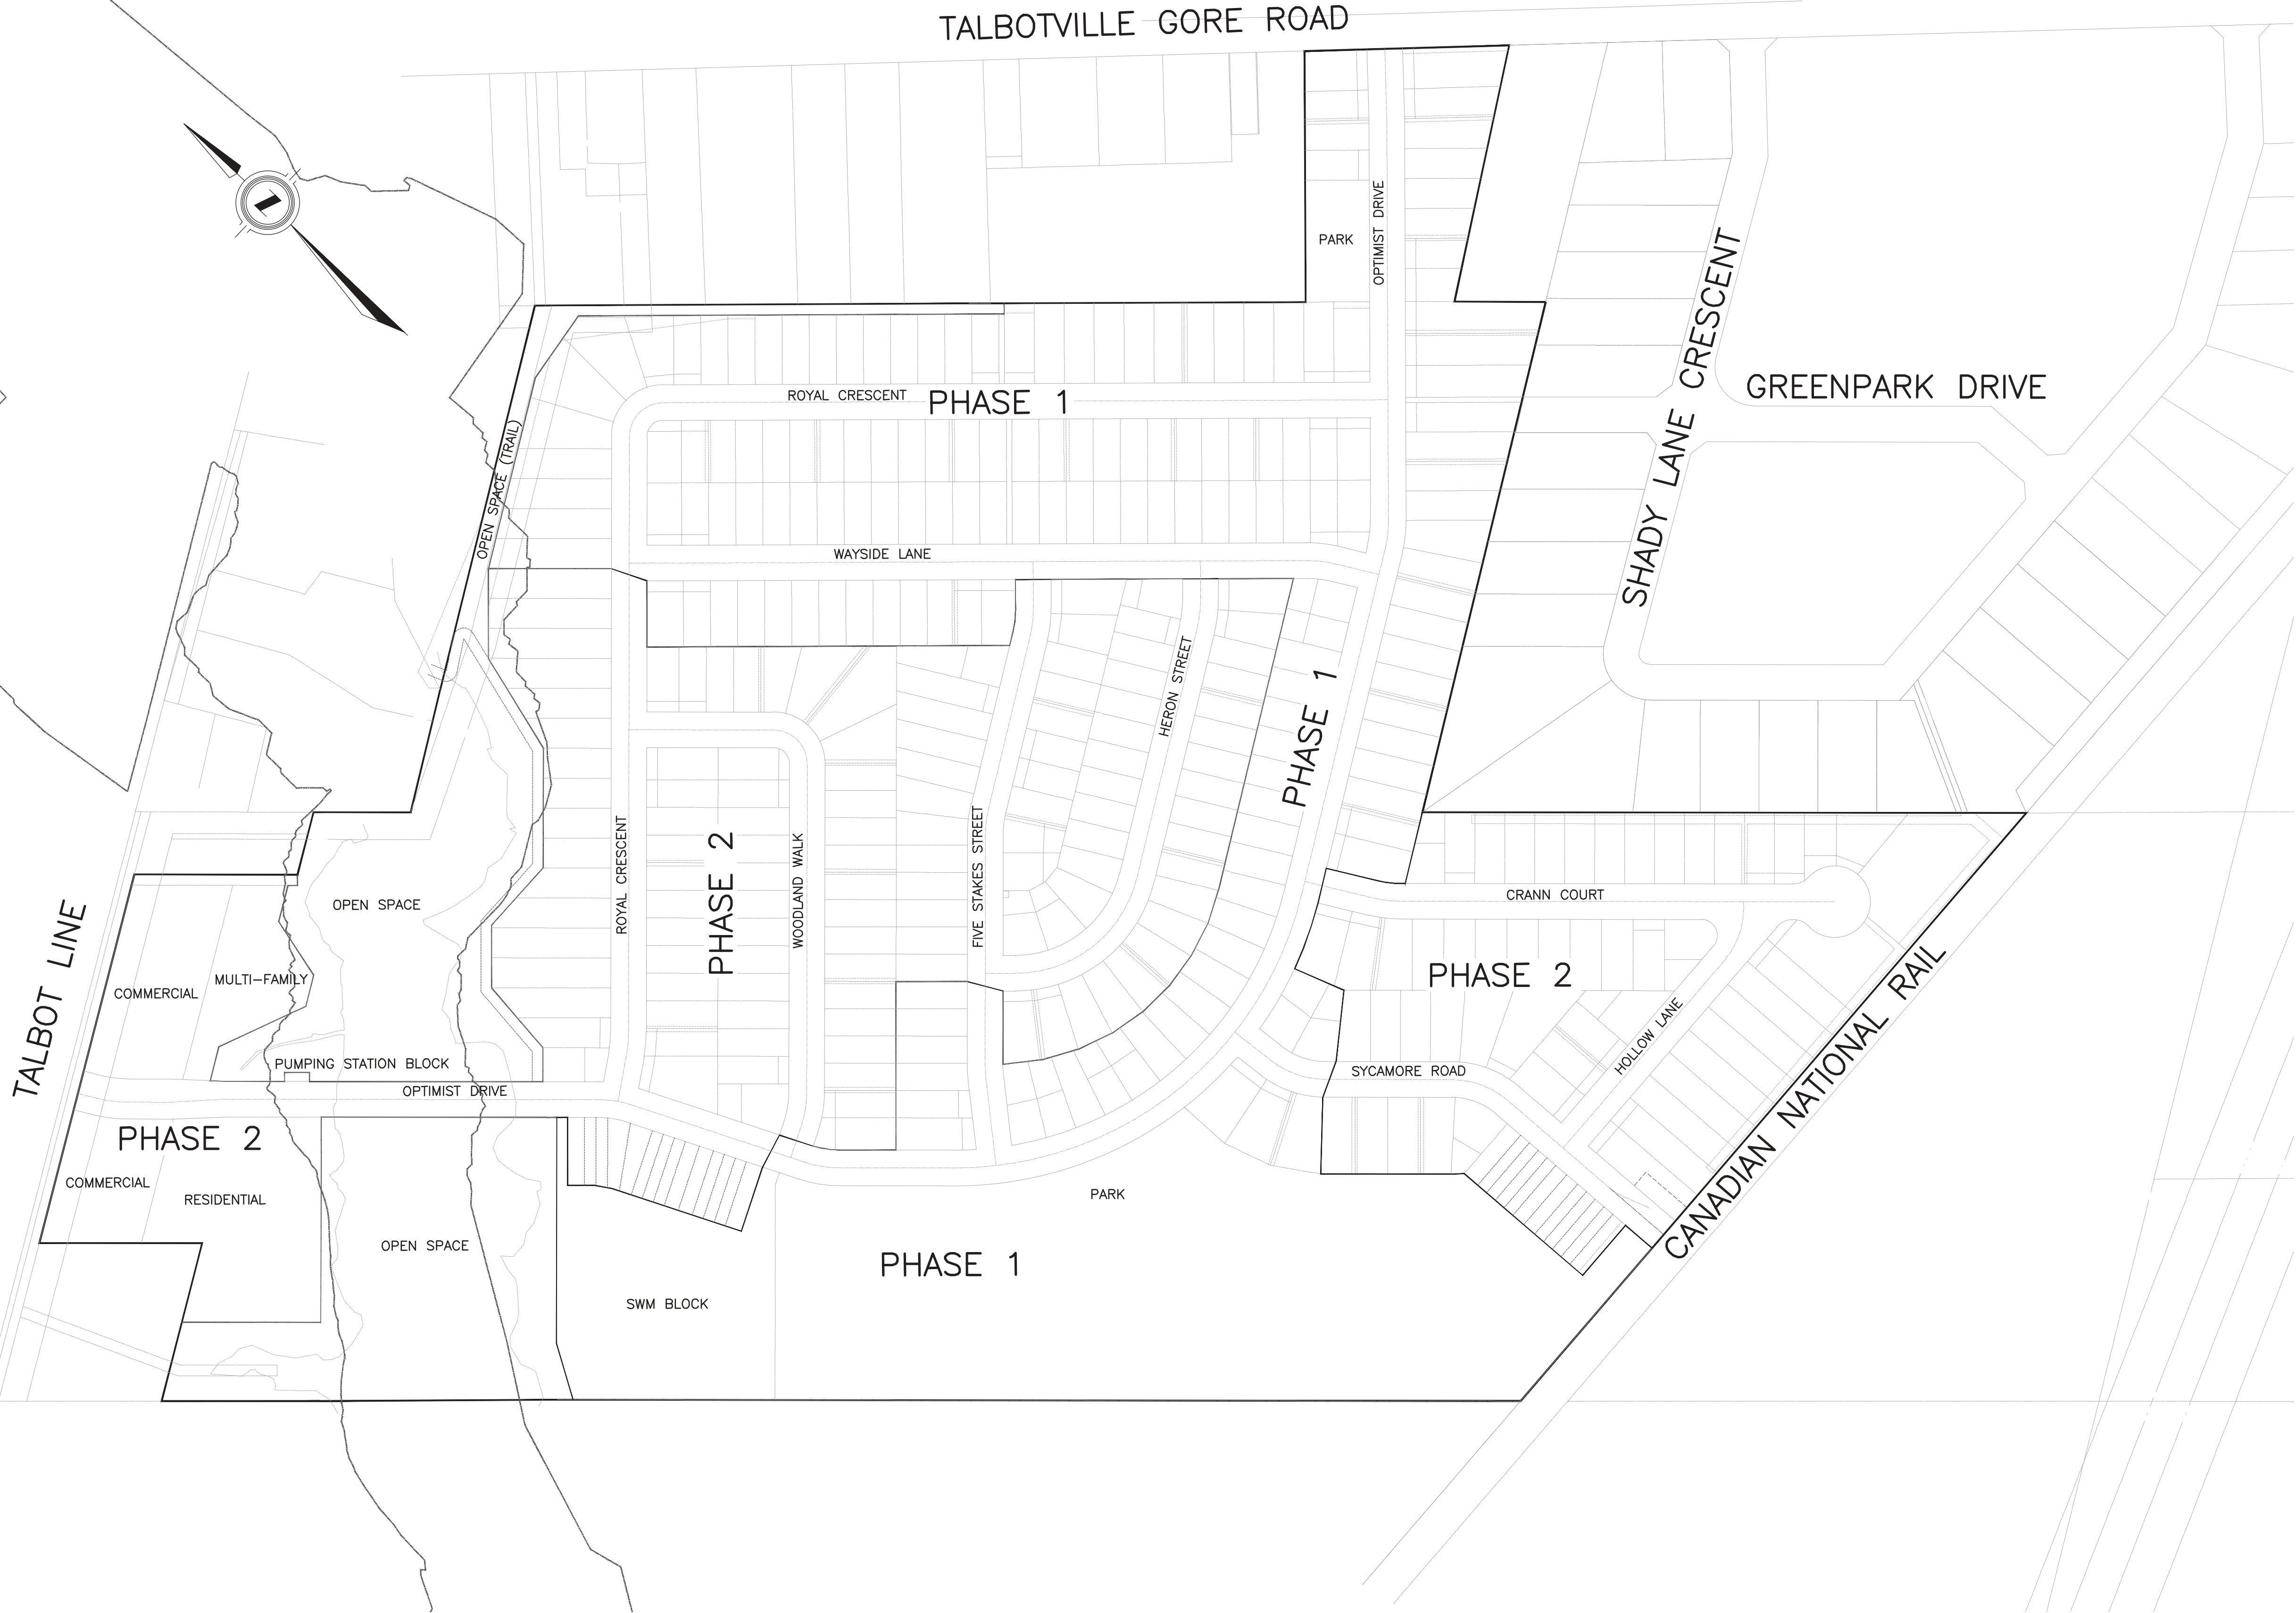 TALBOTVILLE GORE ROAD
OPTIMIST DRIVE
PARK
SHADY LANE CRESCENT
GREENPARK DRIVE
ROYAL CRESCENT
PHASE 1
OPEN SPACE (TRAIL)
WAYSIDE LANE
HERON STREET
PHASE 1
ROYAL CRESCENT
PHASE 2
WOODLAND WALK
FIVE STAKES STREET
CRANN COURT
OPEN SPACE
TALBOT LINE
COMMERCIAL
MULTI-FAMILY
PHASE 2
HOLLOW LANE
CANADIAN NATIONAL RAIL
PUMPING STATION BLOCK
SYCAMORE ROAD
OPTIMIST DRIVE
PHASE 2
COMMERCIAL
RESIDENTIAL
PARK
OPEN SPACE
PHASE 1
SWM BLOCK